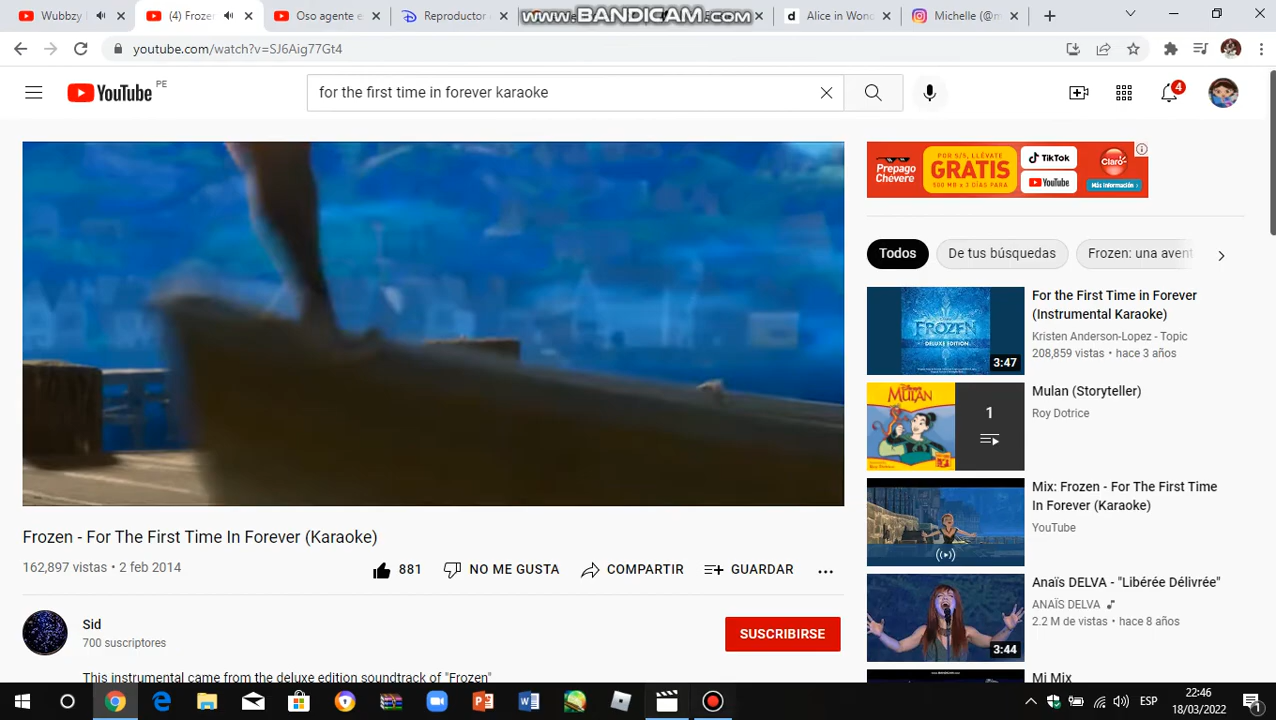 Wubbzy
(4) Frozer
Oso agente e
Reproductor
www.BANDICAM.com
Alice in Wond
Michelle (@m
youtube.com/watch?v=SJ6Aig77Gt4
YouTube PE
for the first time in forever karaoke
4
Prepago Chevere
POR S/5, LLÉVATE
GRATIS
500 MB x 3 DÍAS PARA
TikTok
YouTube
Claro
Más información
Todos
De tus búsquedas
Frozen: una avent
FROZEN
DELUXE EDITION
3:47
For the First Time in Forever
(Instrumental Karaoke)
Kristen Anderson-Lopez - Topic
208,859 vistas • hace 3 años
MULAN
1
Mulan (Storyteller)
Roy Dotrice
Mix: Frozen - For The First Time
In Forever (Karaoke)
YouTube
3:44
Anaïs DELVA - "Libérée Délivrée"
ANAÏS DELVA
2.2 M de vistas • hace 8 años
Mi Mix
Frozen - For The First Time In Forever (Karaoke)
162,897 vistas • 2 feb 2014
881
NO ME GUSTA
COMPARTIR
GUARDAR
Sid
700 suscriptores
SUSCRIBIRSE
This instrumental came from the official soundtrack of "Frozen"
ESP
22:46
18/03/2022
1